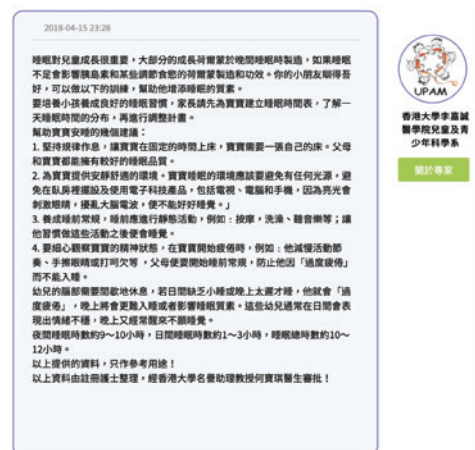 2018-04-15 23:28
睡眠對兒童成長很重要，大部分的成長荷爾蒙於晚間睡眠時製造，如果睡眠
不足會影響胰島素和某些調節食慾的荷爾蒙製造和功效。你的小朋友瞓得吾
好，可以做以下的訓練，幫助他增添睡眠的質素。
要培養小孩養成良好的睡眠習慣，家長請先為寶寶建立睡眠時間表，了解一
天睡眠時間的分布，再進行調整計畫。
幫助寶寶安睡的幾個建議：
1. 堅持規律作息，讓寶寶在固定的時間上床，寶寶需要一張自己的床。父母
和寶寶都能擁有較好的睡眠品質。
2. 為寶寶提供安靜舒適的環境。寶寶睡眠的環境應該要避免有任何光源，避
免在臥房裡擺設及使用電子科技產品，包括電視、電腦和手機，因為亮光會
刺激眼睛，擾亂大腦電波，便不能好好睡覺。」
3. 養成睡前常規，睡前應進行靜態活動，例如：按摩，洗澡、聽音樂等；讓
他習慣做這些活動之後便會睡覺。
4. 要細心觀察寶寶的精神狀態，在寶寶開始疲倦時，例如：他減慢活動節
奏、手擦眼睛或打呵欠等 ，父母便要開始睡前常規，防止他因「過度疲倦」
而不能入睡。
幼兒的腦部需要間歇地休息，若日間缺乏小睡或晚上太遲才睡，他就會「過
度疲倦」，晚上將會更難入睡或者影響睡眠質素。這些幼兒通常在日間會表
現出情緒不穩，晚上又經常醒來不願睡覺。
夜間睡眠時數約9～10小時，日間睡眠時數約1～3小時，睡眠總時數約10～
12小時。
以上提供的資料，只作參考用途！
以上資料由註冊護士整理，經香港大學名譽助理教授何寶琪醫生審批！
UPAM
香港大學李嘉誠
醫學院兒童及青
少年科學系
關於專家